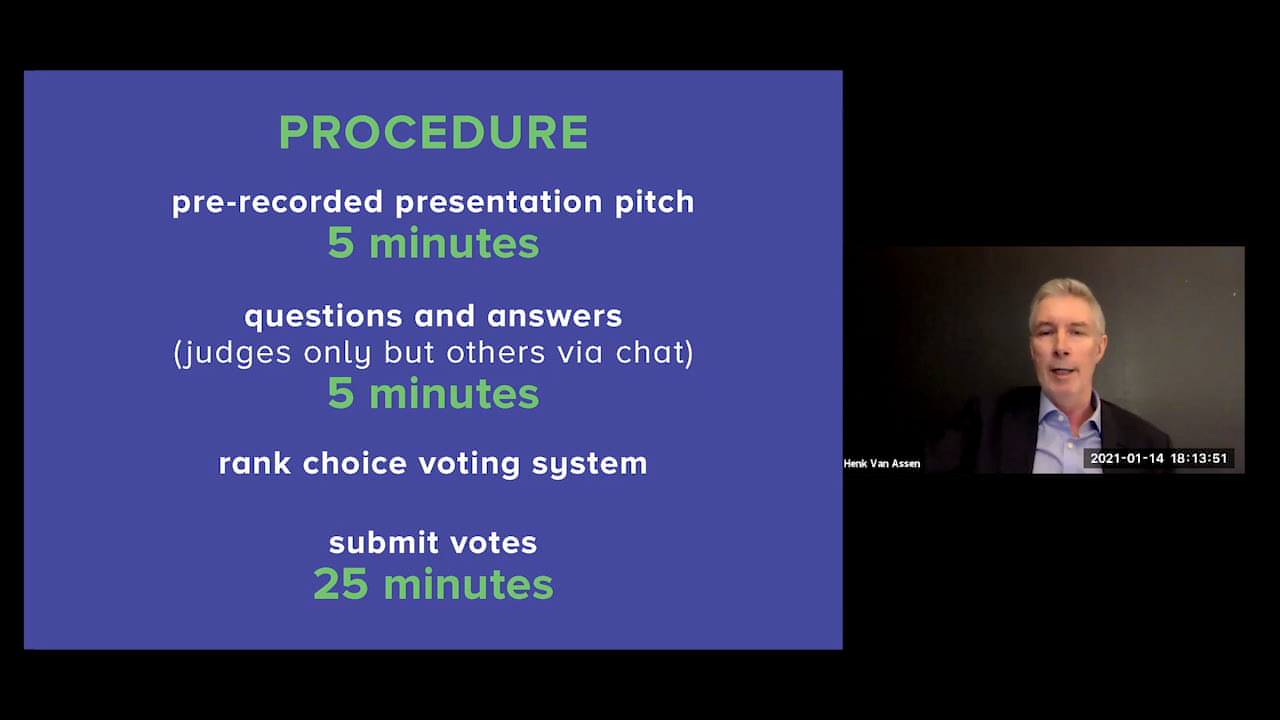 PROCEDURE
pre-recorded presentation pitch
5 minutes
questions and answers
(judges only but others via chat)
5 minutes
rank choice voting system
submit votes
25 minutes
Henk Van Assen
2021-01-14 18:13:51